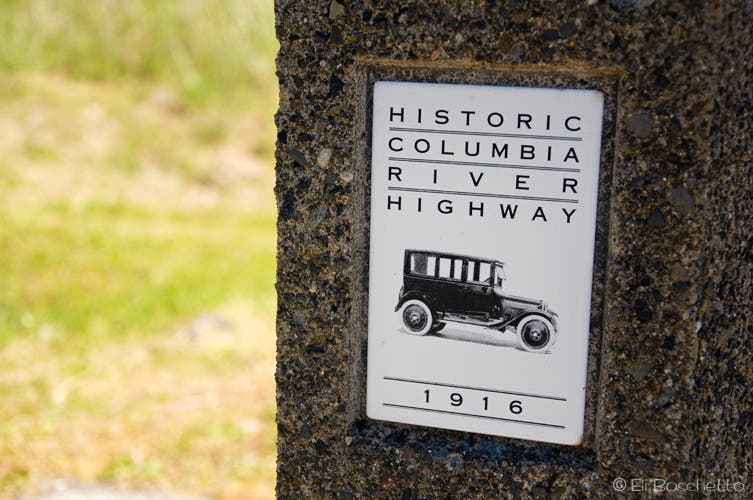 HISTORIC
COLUMBIA
RIVER
HIGHWAY
1916
© Eli Boschetto